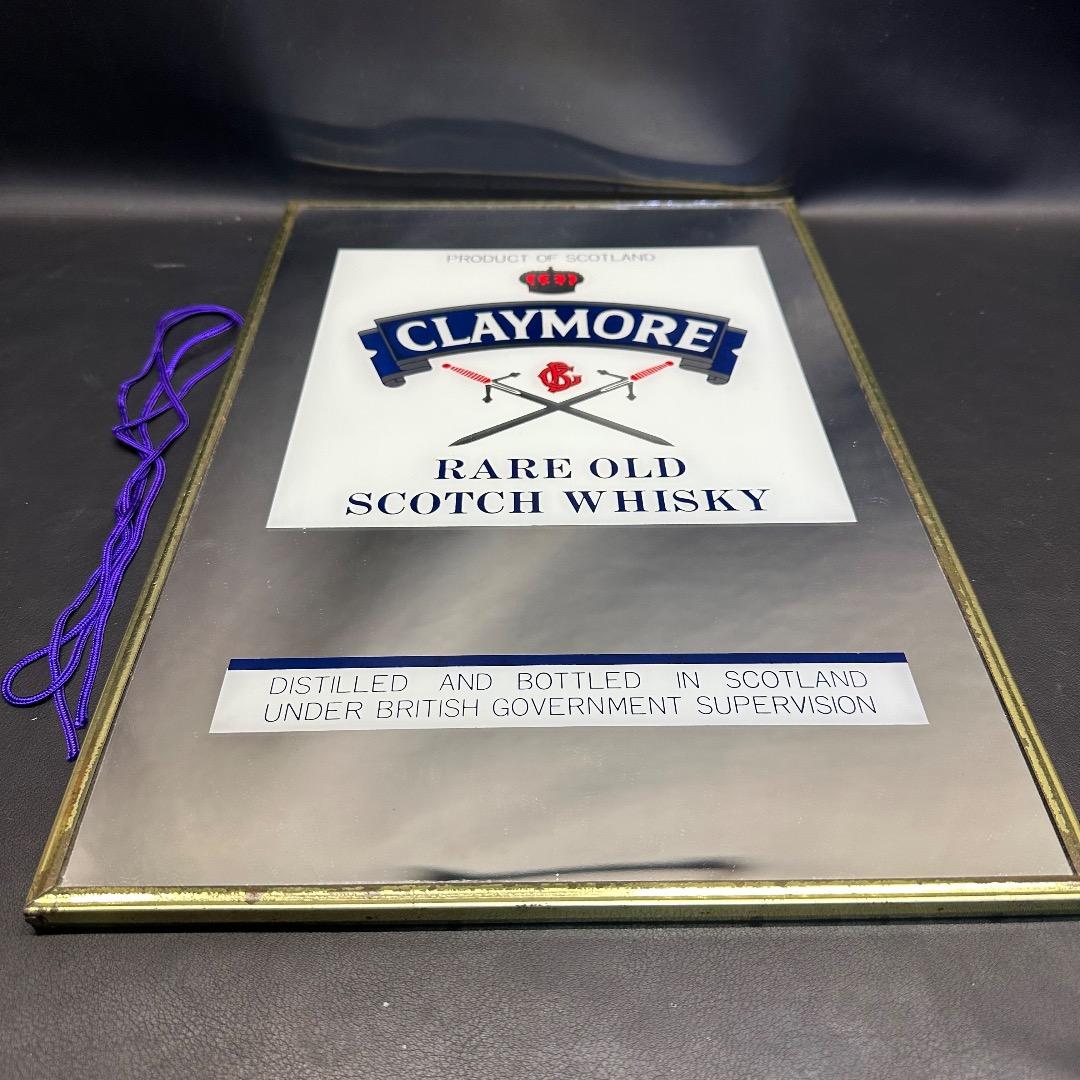 PRODUCT OF SCOTLAND
CLAYMORE
RARE OLD
SCOTCH WHISKY
DISTILLED AND BOTTLED IN SCOTLAND
UNDER BRITISH GOVERNMENT SUPERVISION